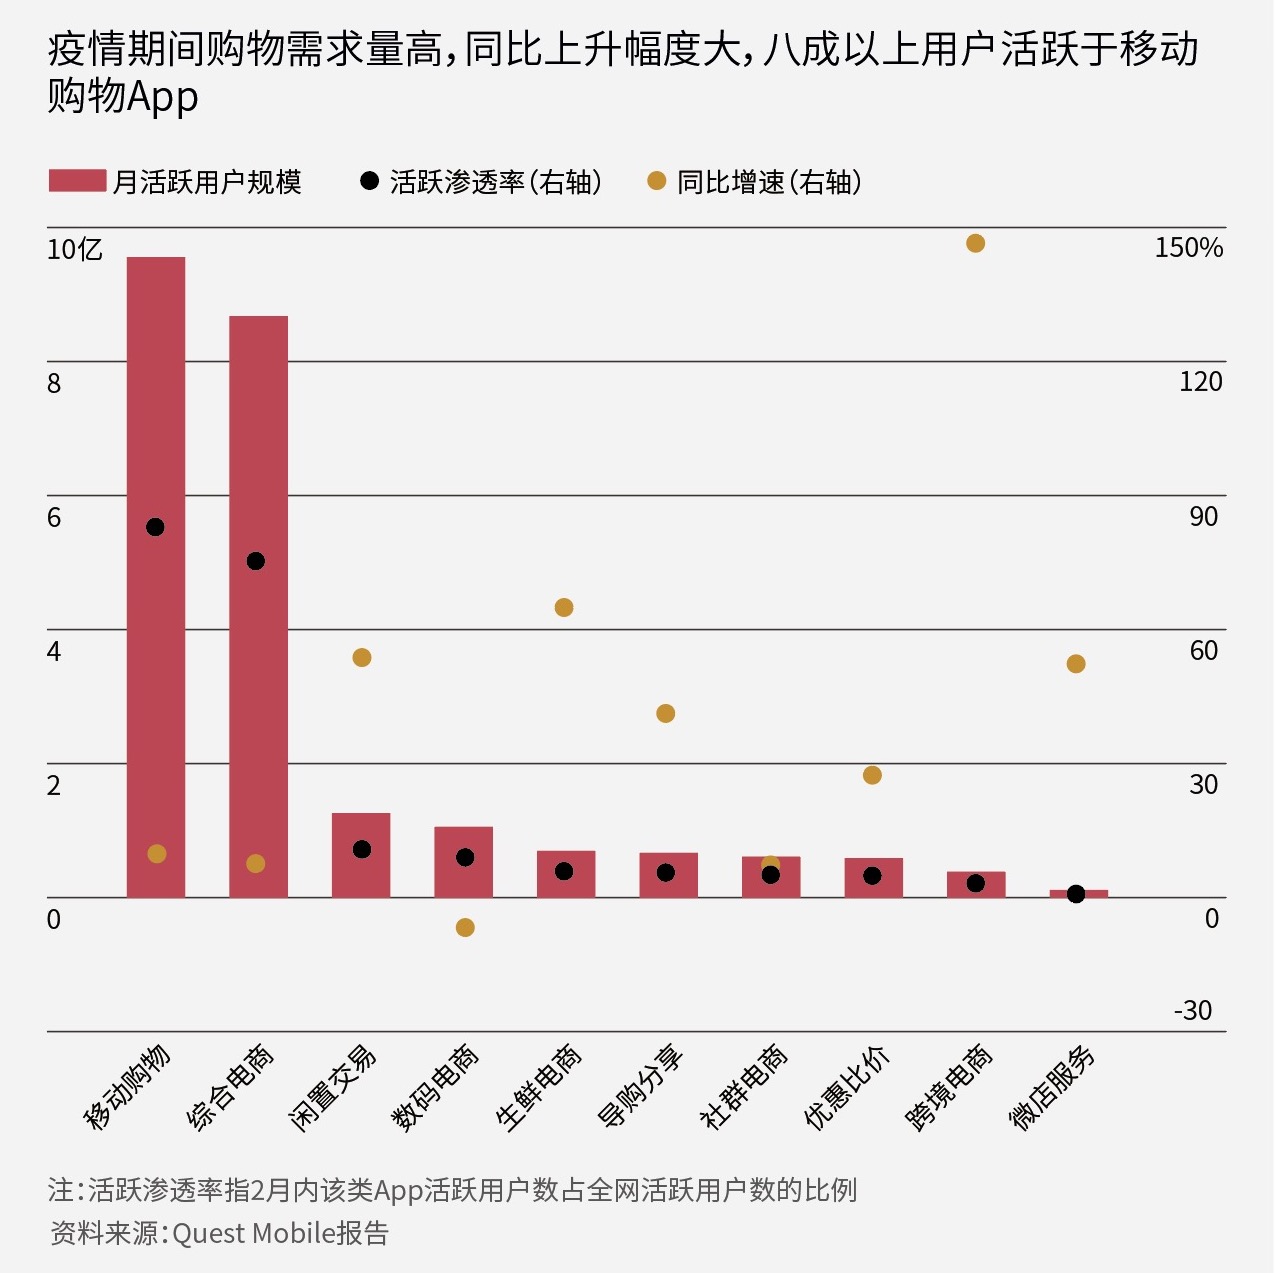 疫情期间购物需求量高，同比上升幅度大，八成以上用户活跃于移动
购物App
月活跃用户规模 活跃渗透率（右轴） 同比增速（右轴）
10亿 150%
8 120
6 90
4 60
2 30
0 0
-30
移动购物 综合电商 闲置交易 数码电商 生鲜电商 导购分享 社群电商 优惠比价 跨境电商 微店服务
注：活跃渗透率指2月内该类App活跃用户数占全网活跃用户数的比例
资料来源：Quest Mobile报告